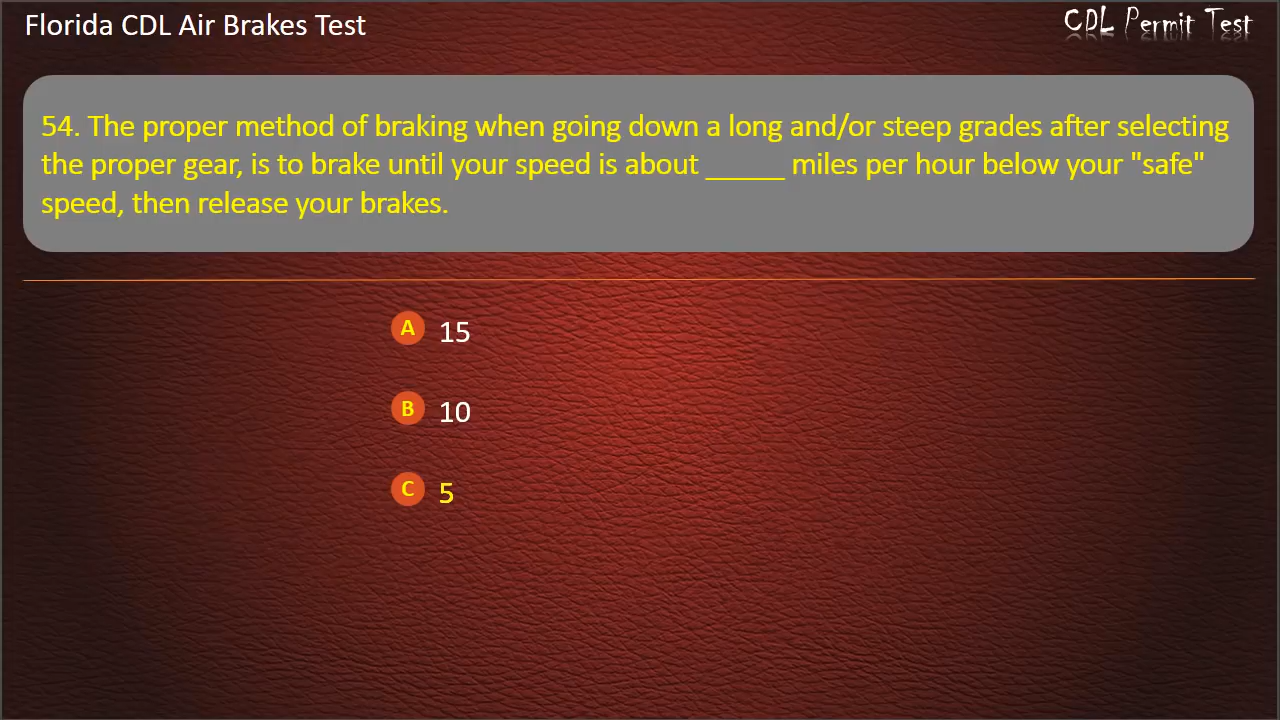 Florida CDL Air Brakes Test
CDL Permit Test
54. The proper method of braking when going down a long and/or steep grades after selecting
the proper gear, is to brake until your speed is about _____ miles per hour below your "safe"
speed, then release your brakes.
A 15
B 10
C 5